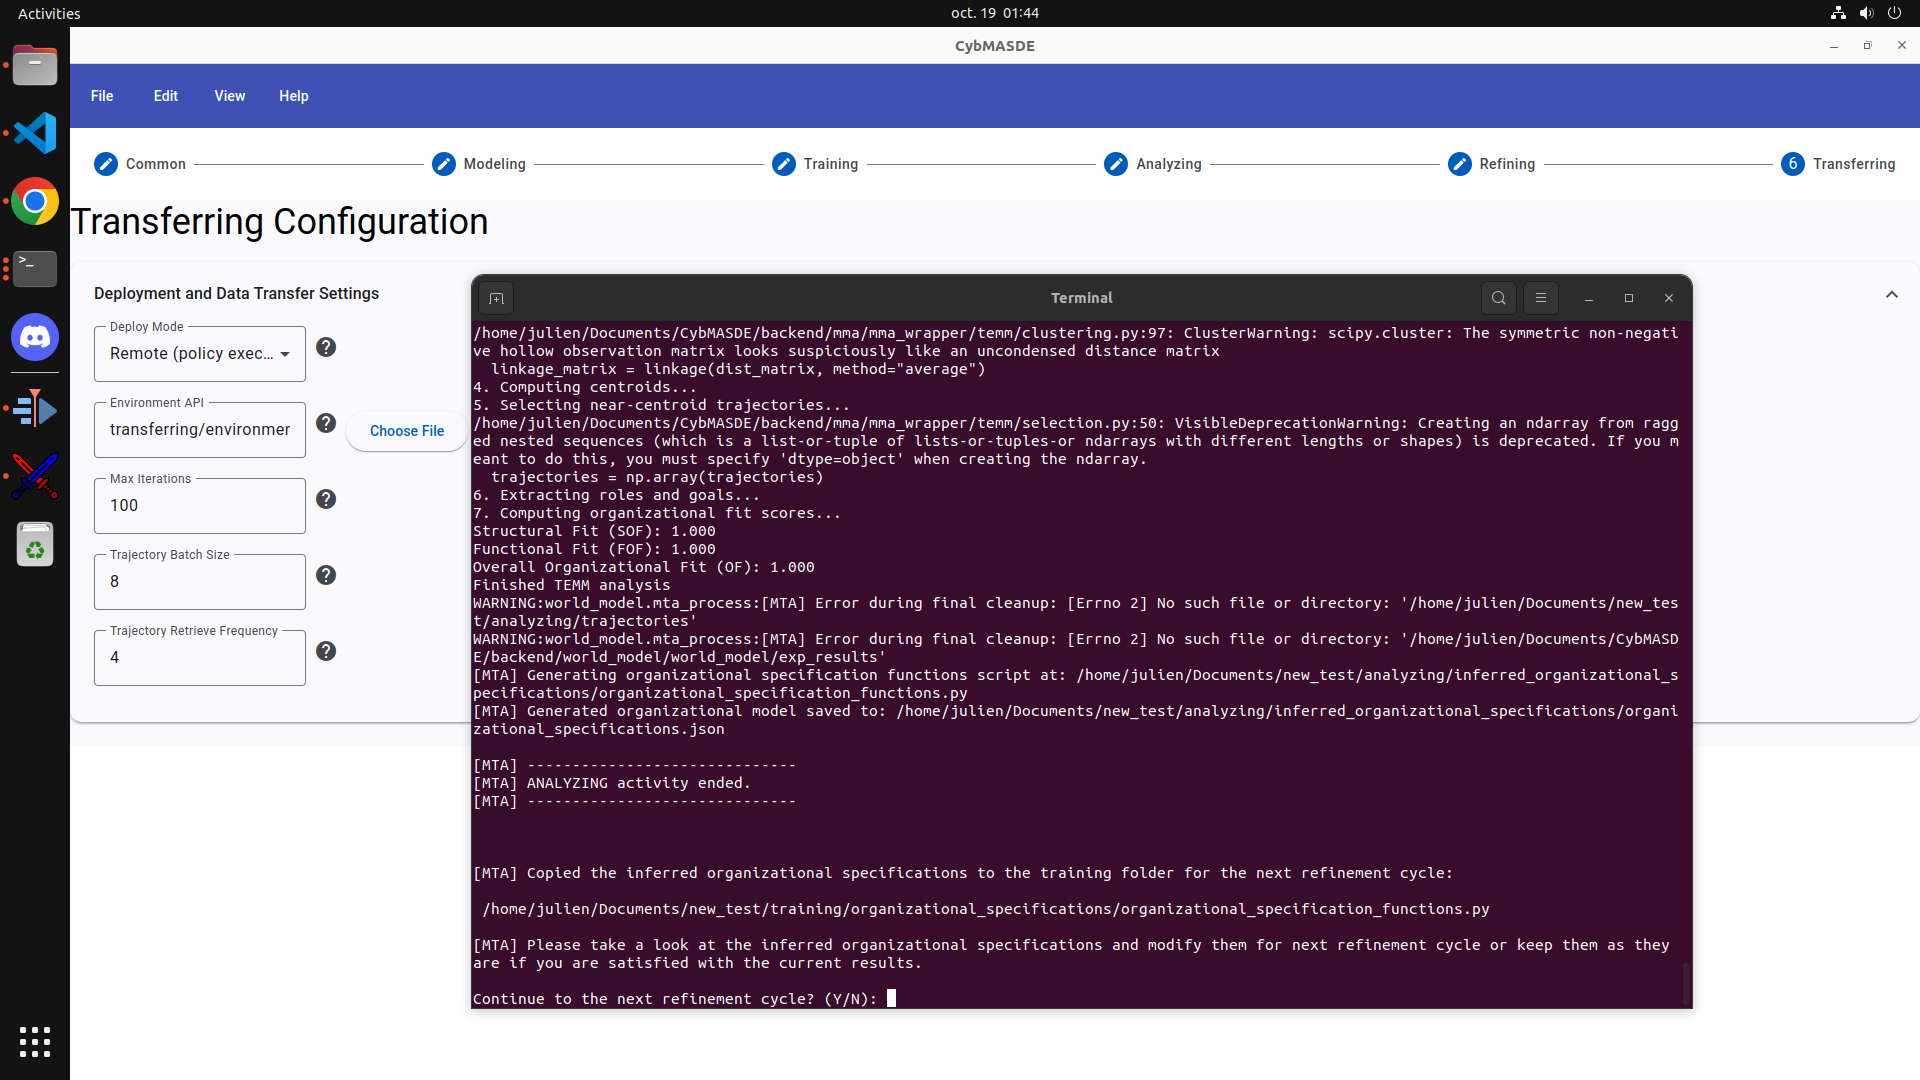 Activities
oct. 19 01:44
CybMASDE
File Edit View Help
Common Modeling Training Analyzing Refining 6 Transferring
Transferring Configuration
Deployment and Data Transfer Settings
Deploy Mode
Remote (policy exec...
Environment API
transferring/environmer
Choose File
Max Iterations
100
Trajectory Batch Size
8
Trajectory Retrieve Frequency
4
Terminal
/home/julien/Documents/CybMASDE/backend/mma/mma_wrapper/temm/clustering.py:97: ClusterWarning: scipy.cluster: The symmetric non-negati
ve hollow observation matrix looks suspiciously like an uncondensed distance matrix
linkage_matrix = linkage(dist_matrix, method="average")
4. Computing centroids...
5. Selecting near-centroid trajectories...
/home/julien/Documents/CybMASDE/backend/mma/mma_wrapper/temm/selection.py:50: VisibleDeprecationWarning: Creating an ndarray from ragg
ed nested sequences (which is a list-or-tuple of lists-or-tuples-or ndarrays with different lengths or shapes) is deprecated. If you m
eant to do this, you must specify 'dtype=object' when creating the ndarray.
trajectories = np.array(trajectories)
6. Extracting roles and goals...
7. Computing organizational fit scores...
Structural Fit (SOF): 1.000
Functional Fit (FOF): 1.000
Overall Organizational Fit (OF): 1.000
Finished TEMM analysis
WARNING:world_model.mta_process:[MTA] Error during final cleanup: [Errno 2] No such file or directory: '/home/julien/Documents/new_tes
t/analyzing/trajectories'
WARNING:world_model.mta_process:[MTA] Error during final cleanup: [Errno 2] No such file or directory: '/home/julien/Documents/CybMASD
E/backend/world_model/world_model/exp_results'
[MTA] Generating organizational specification functions script at: /home/julien/Documents/new_test/analyzing/inferred_organizational_s
pecifications/organizational_specification_functions.py
[MTA] Generated organizational model saved to: /home/julien/Documents/new_test/analyzing/inferred_organizational_specifications/organi
zational_specifications.json
[MTA] ------------------------------
[MTA] ANALYZING activity ended.
[MTA] ------------------------------
[MTA] Copied the inferred organizational specifications to the training folder for the next refinement cycle:
/home/julien/Documents/new_test/training/organizational_specifications/organizational_specification_functions.py
[MTA] Please take a look at the inferred organizational specifications and modify them for next refinement cycle or keep them as they
are if you are satisfied with the current results.
Continue to the next refinement cycle? (Y/N):